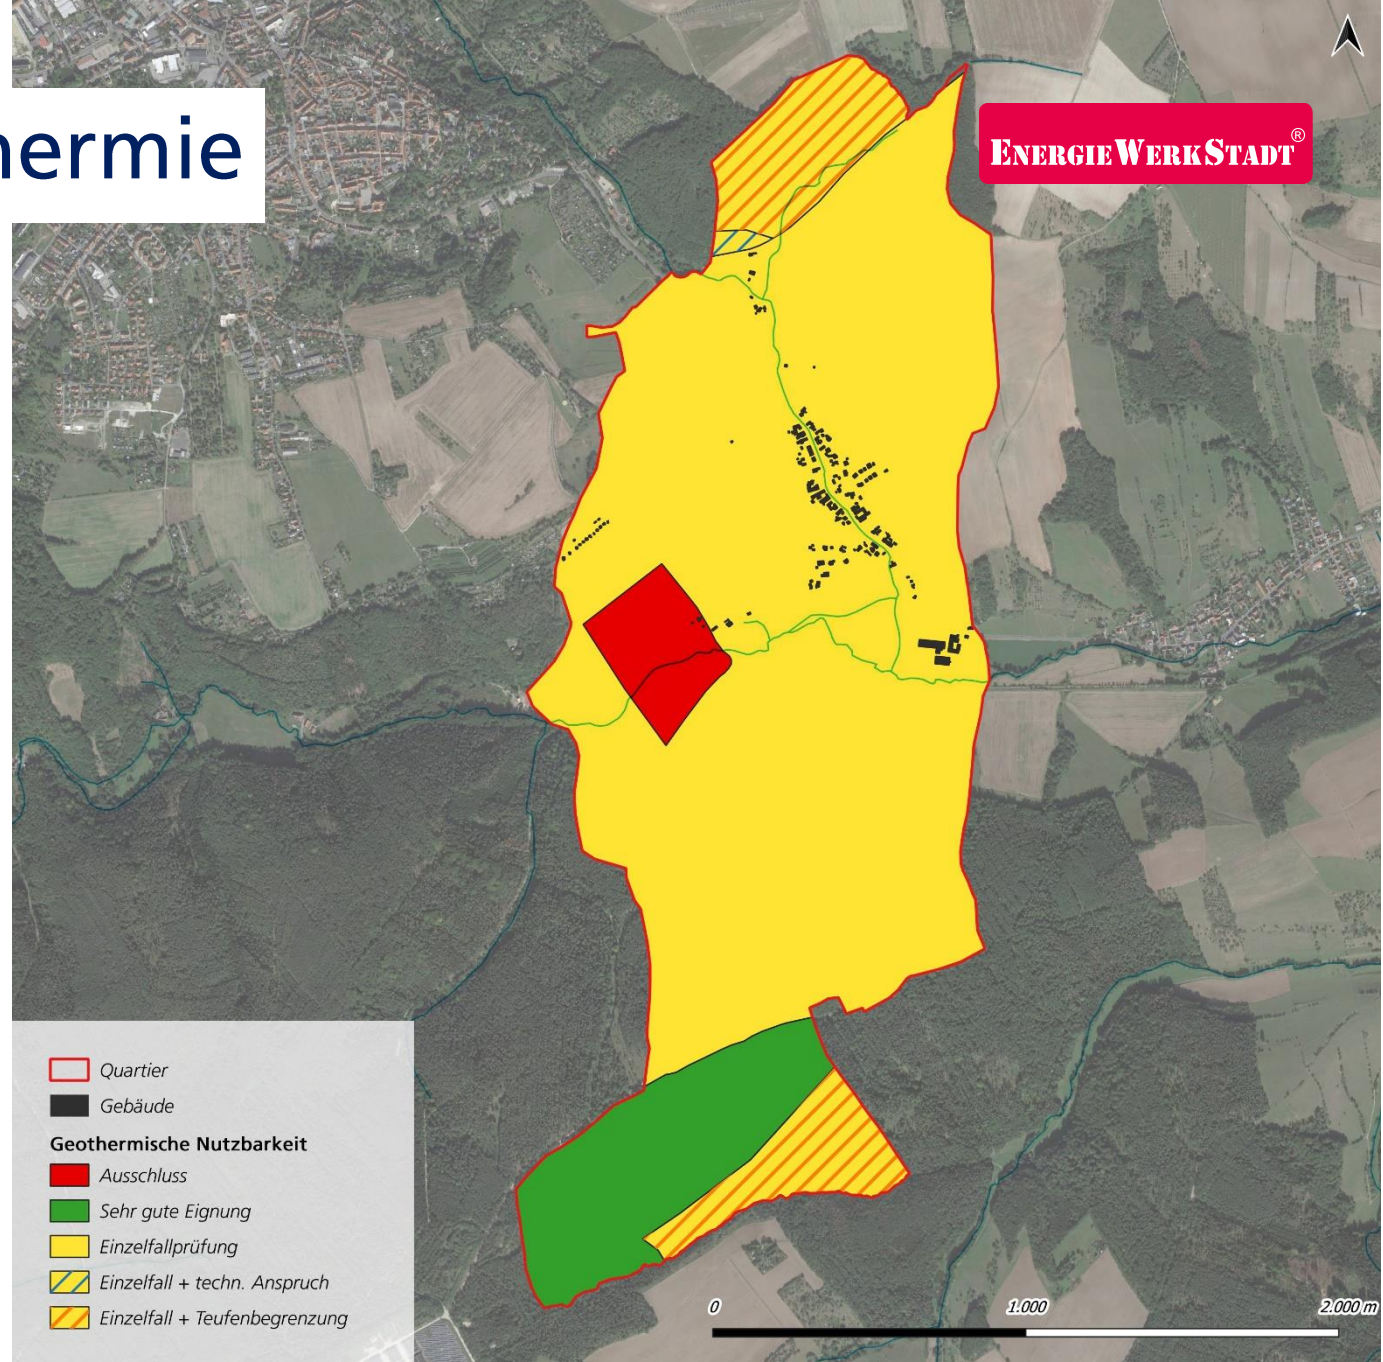 hermie
ENERGIEWERKSTADT®
Quartier
Gebäude
Geothermische Nutzbarkeit
Ausschluss
Sehr gute Eignung
Einzelfallprüfung
Einzelfall + techn. Anspruch
Einzelfall + Teufenbegrenzung
0 1.000 2.000 m